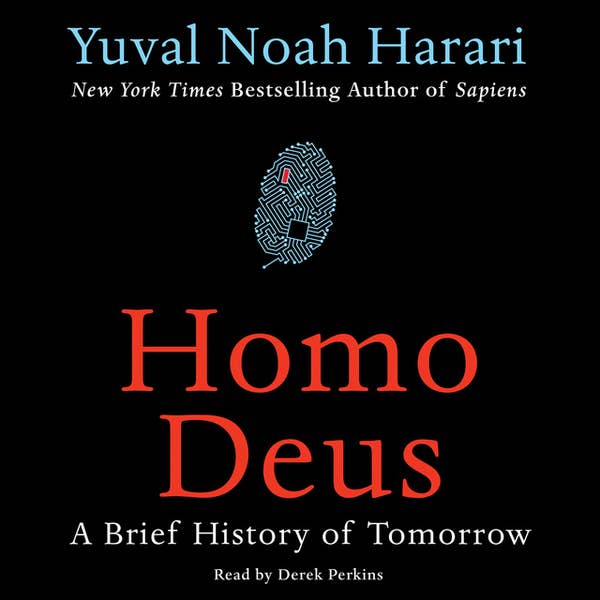 Yuval Noah Harari
New York Times Bestselling Author of Sapiens
Homo
Deus
A Brief History of Tomorrow
Read by Derek Perkins